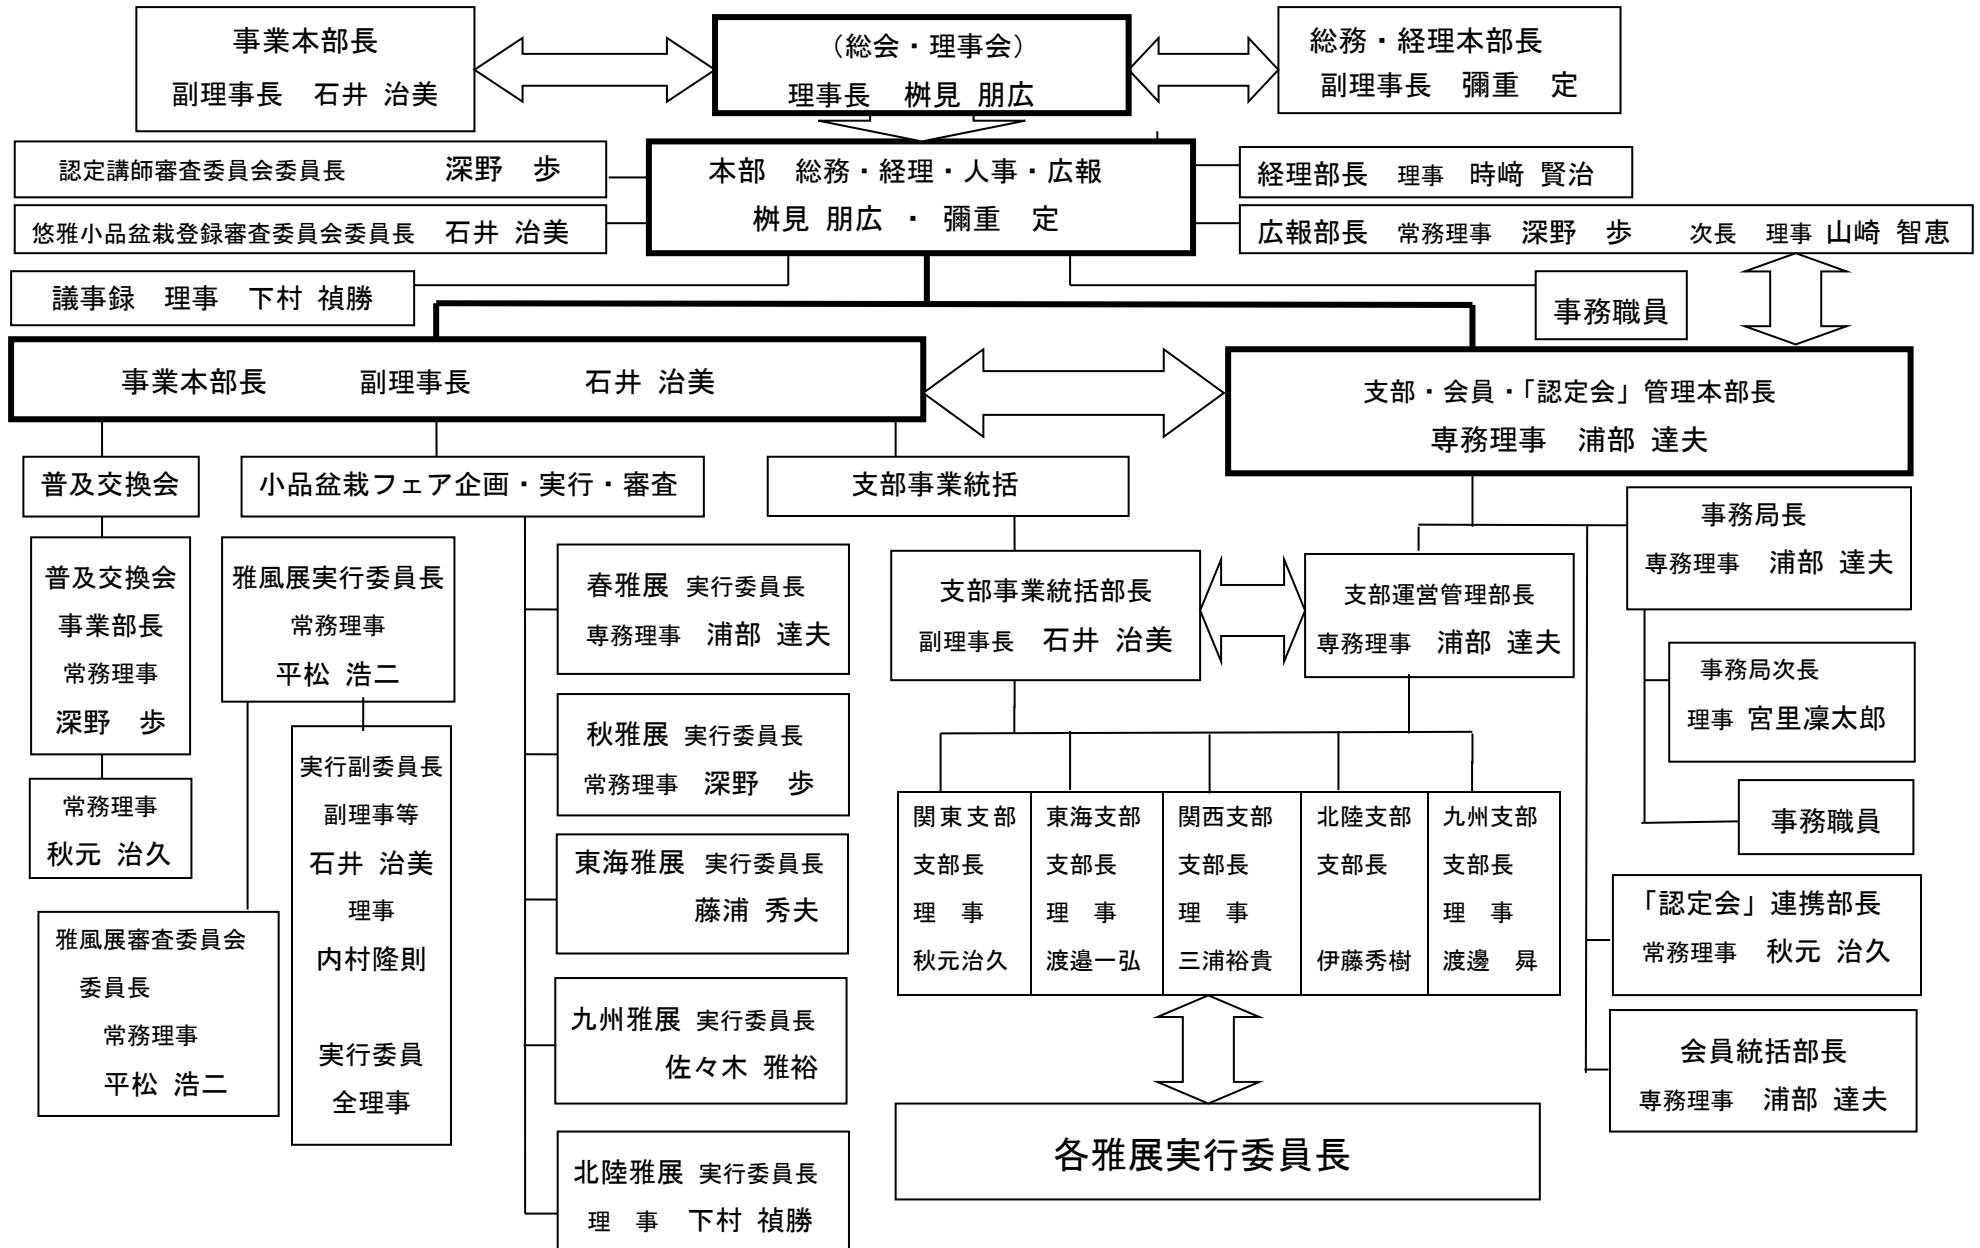 事業本部長
副理事長　石井 治美
（総会・理事会）
理事長　桝見 朋広
総務・経理本部長
副理事長　彌重　定
認定講師審査委員会委員長　深野　歩
悠雅小品盆栽登録審査委員会委員長　石井 治美
本部　総務・経理・人事・広報
桝見 朋広 ・ 彌重　定
経理部長　理事　時﨑 賢治
広報部長　常務理事　深野　歩　次長　理事 山崎 智恵
議事録　理事　下村 禎勝
事務職員
事業本部長　副理事長　石井 治美
支部・会員・「認定会」管理本部長
専務理事　浦部 達夫
普及交換会
小品盆栽フェア企画・実行・審査
支部事業統括
普及交換会
事業部長
常務理事
深野　歩
常務理事
秋元 治久
雅風展実行委員長
常務理事
平松 浩二
実行副委員長
副理事等
石井 治美
理事
内村隆則
実行委員
全理事
雅風展審査委員会
委員長
常務理事
平松 浩二
春雅展 実行委員長
専務理事　浦部 達夫
秋雅展 実行委員長
常務理事　深野　歩
東海雅展 実行委員長
藤浦 秀夫
九州雅展 実行委員長
佐々木 雅裕
北陸雅展 実行委員長
理　事　下村 禎勝
支部事業統括部長
副理事長　石井 治美
支部運営管理部長
専務理事　浦部 達夫
関東支部
支部長
理　事
秋元治久
東海支部
支部長
理　事
渡邉一弘
関西支部
支部長
理　事
三浦裕貴
北陸支部
支部長
伊藤秀樹
九州支部
支部長
理　事
渡邊　昇
各雅展実行委員長
事務局長
専務理事　浦部 達夫
事務局次長
理事 宮里凜太郎
事務職員
「認定会」連携部長
常務理事　秋元 治久
会員統括部長
専務理事　浦部 達夫